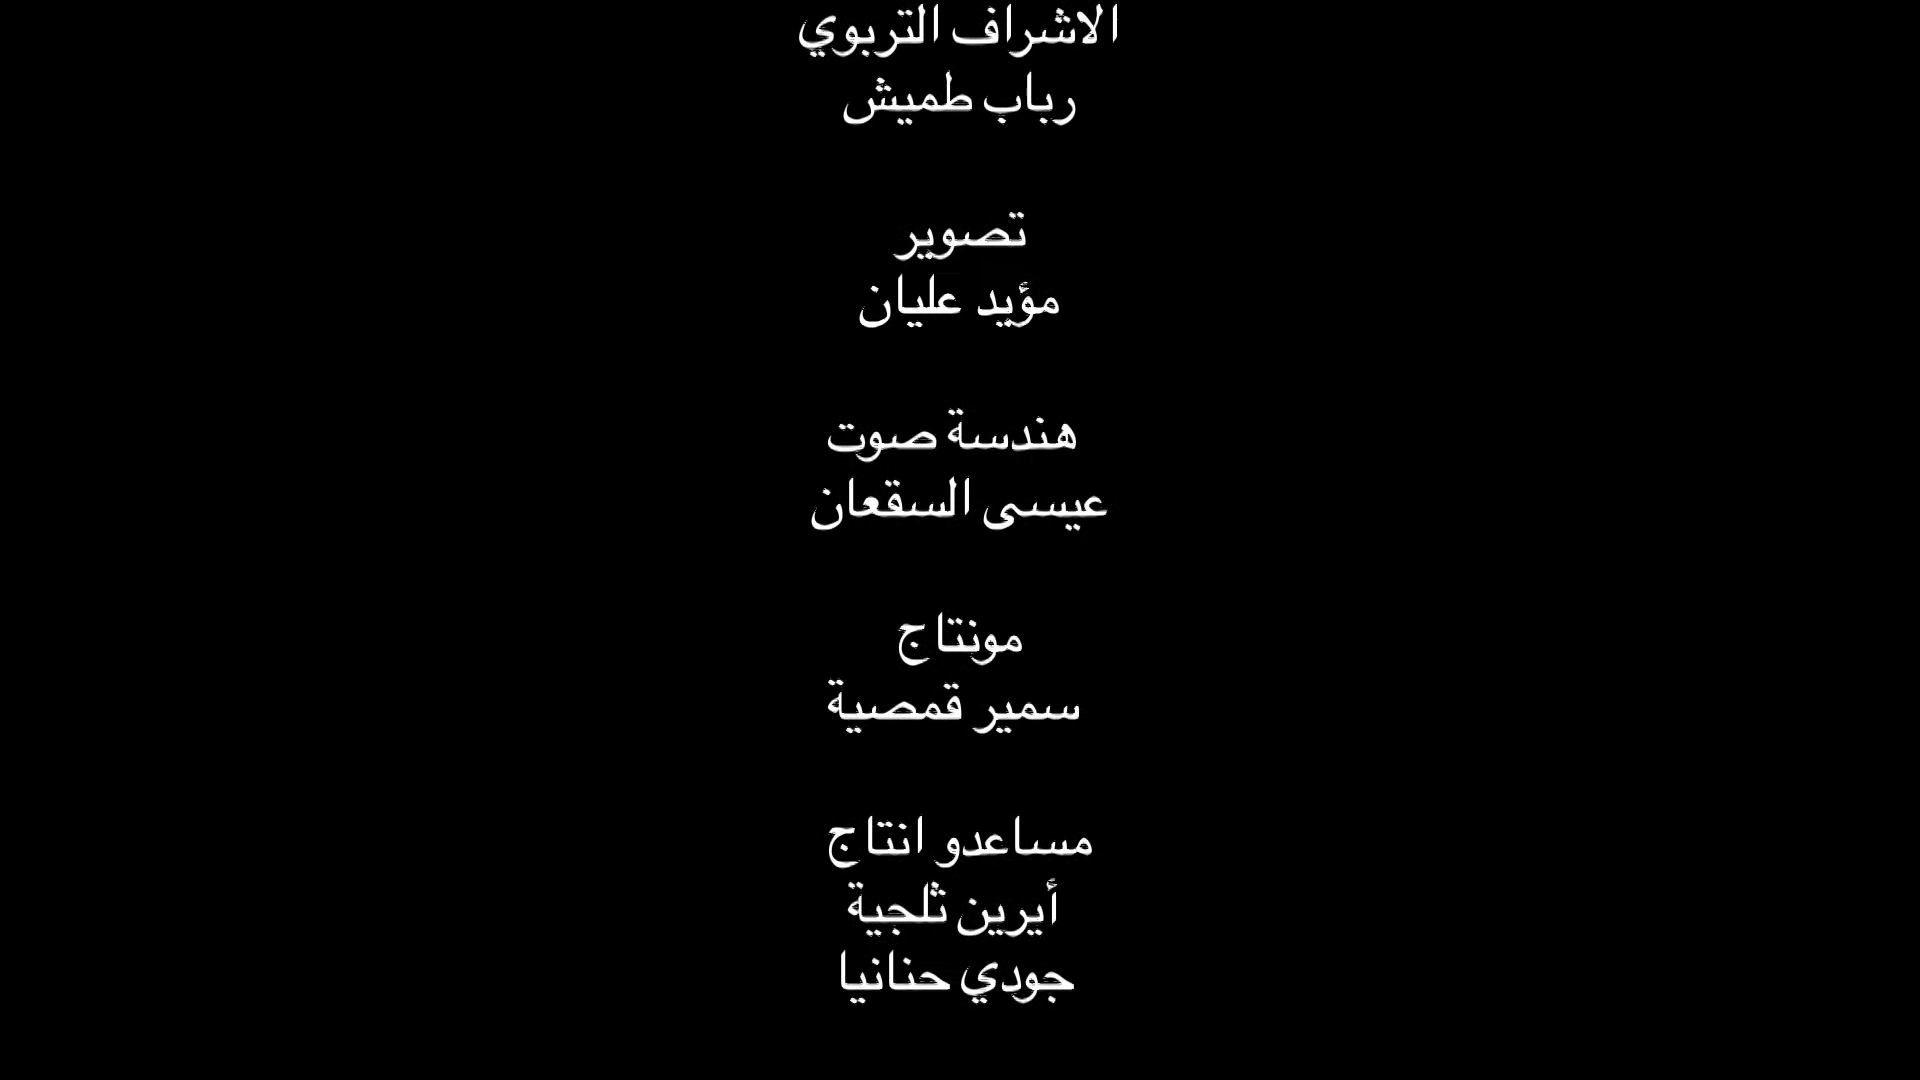 الاشراف التربوي
رباب طميش
تصوير
مؤيد عليان
هندسة صوت
عيسى السقعان
مونتاج
سمير قمصية
مساعدو انتاج
أيرين ثلجية
جودي حنانيا